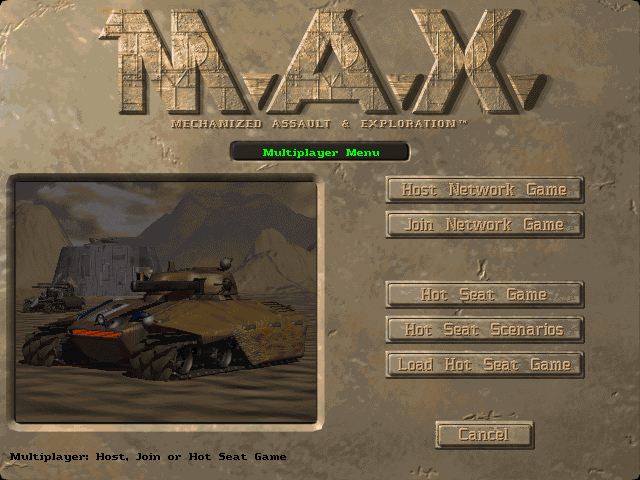 M.A.X.
MECHANIZED ASSAULT & EXPLORATION™
Multiplayer Menu
Host Network Game
Join Network Game
Hot Seat Game
Hot Seat Scenarios
Load Hot Seat Game
Cancel
Multiplayer: Host, Join or Hot Seat Game